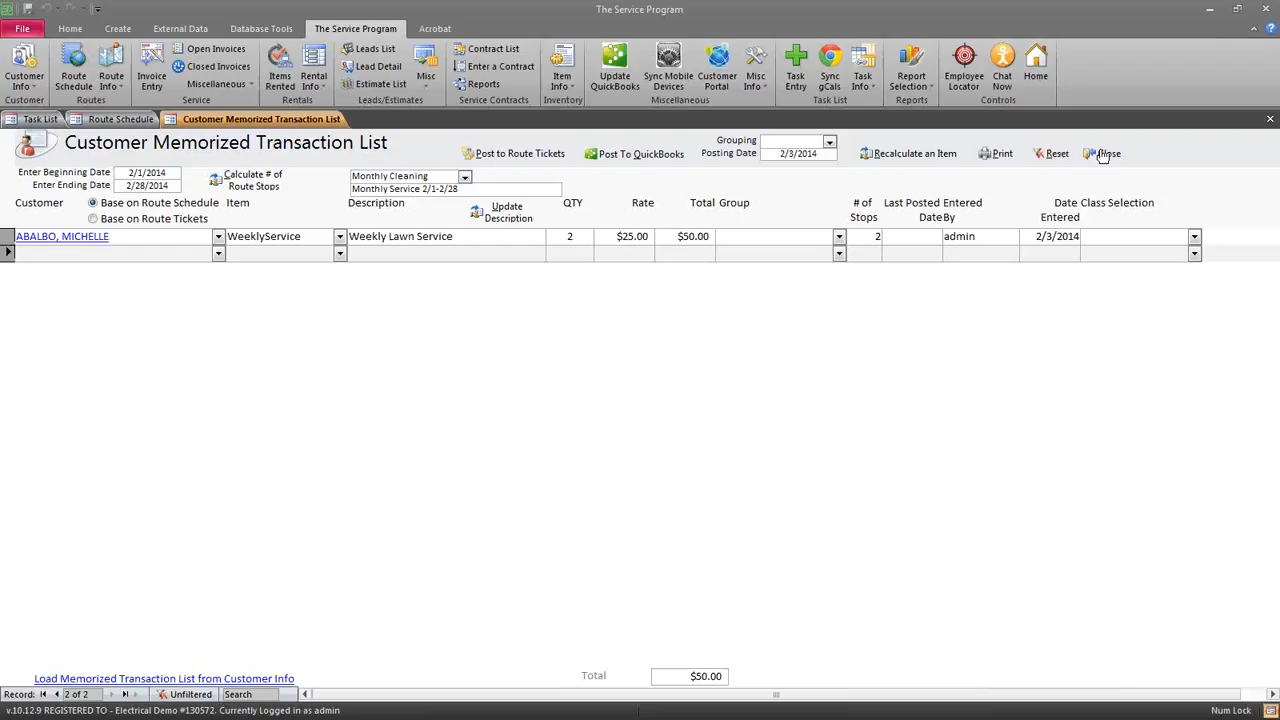 The Service Program
File Home Create External Data Database Tools The Service Program Acrobat
Customer Info
Route Schedule
Route Info
Invoice Entry
Open Invoices
Closed Invoices
Miscellaneous
Items Rented
Rental Info
Leads List
Lead Detail
Estimate List
Misc
Contract List
Enter a Contract
Reports
Item Info
Update QuickBooks
Sync Mobile Devices
Customer Portal
Misc Info
Task Entry
Sync gCals
Task Info
Report Selection
Employee Locator
Chat Now
Home
Customer Routes Service Rentals Leads/Estimates Service Contracts Inventory Miscellaneous Task List Reports Controls
Task List Route Schedule Customer Memorized Transaction List
Customer Memorized Transaction List
Post to Route Tickets Post To QuickBooks
Grouping
Posting Date 2/3/2014
Recalculate an Item Print Reset Close
Enter Beginning Date 2/1/2014
Enter Ending Date 2/28/2014
Calculate # of
Route Stops
Monthly Cleaning
Monthly Service 2/1-2/28
Update
Description
Base on Route Schedule
Base on Route Tickets
Customer Item Description QTY Rate Total Group # of Stops Last Posted Date Entered By Date Entered Class Selection
ABALBO, MICHELLE WeeklyService Weekly Lawn Service 2 $25.00 $50.00 2 admin 2/3/2014
Load Memorized Transaction List from Customer Info
Total $50.00
Record: 2 of 2 Unfiltered Search
v.10.12.9 REGISTERED TO - Electrical Demo #130572. Currently Logged in as admin
Num Lock